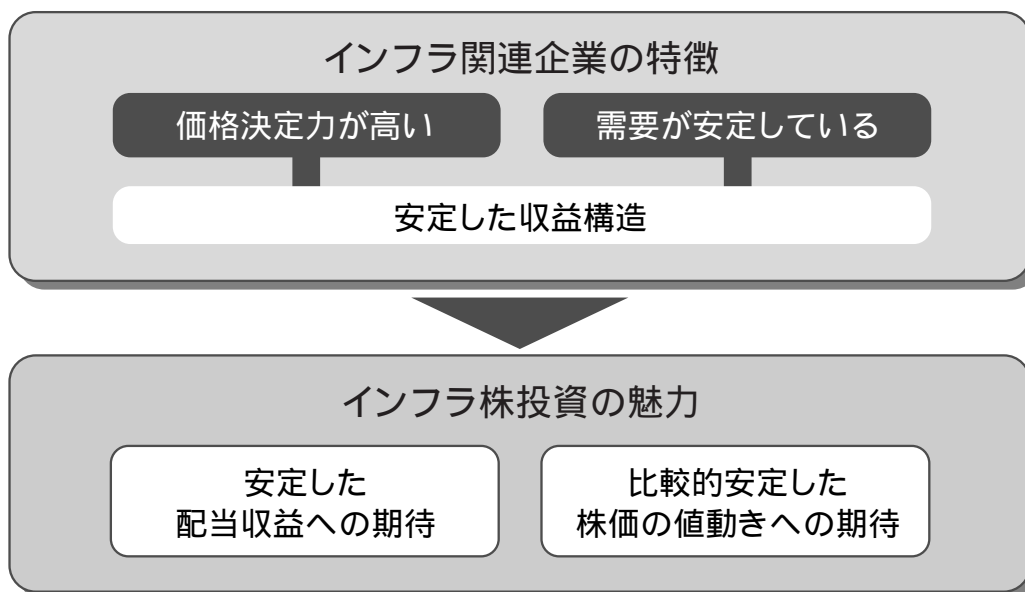 インフラ関連企業の特徴
価格決定力が高い
需要が安定している
安定した収益構造
インフラ株投資の魅力
安定した
配当収益への期待
比較的安定した
株価の値動きへの期待